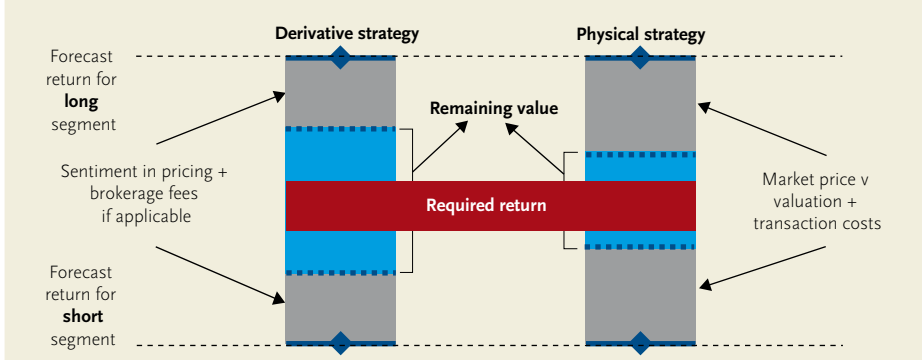 Derivative strategy
Physical strategy
Forecast
return for
long
segment
Remaining value
Sentiment in pricing +
brokerage fees
if applicable
Required return
Market price v
valuation +
transaction costs
Forecast
return for
short
segment